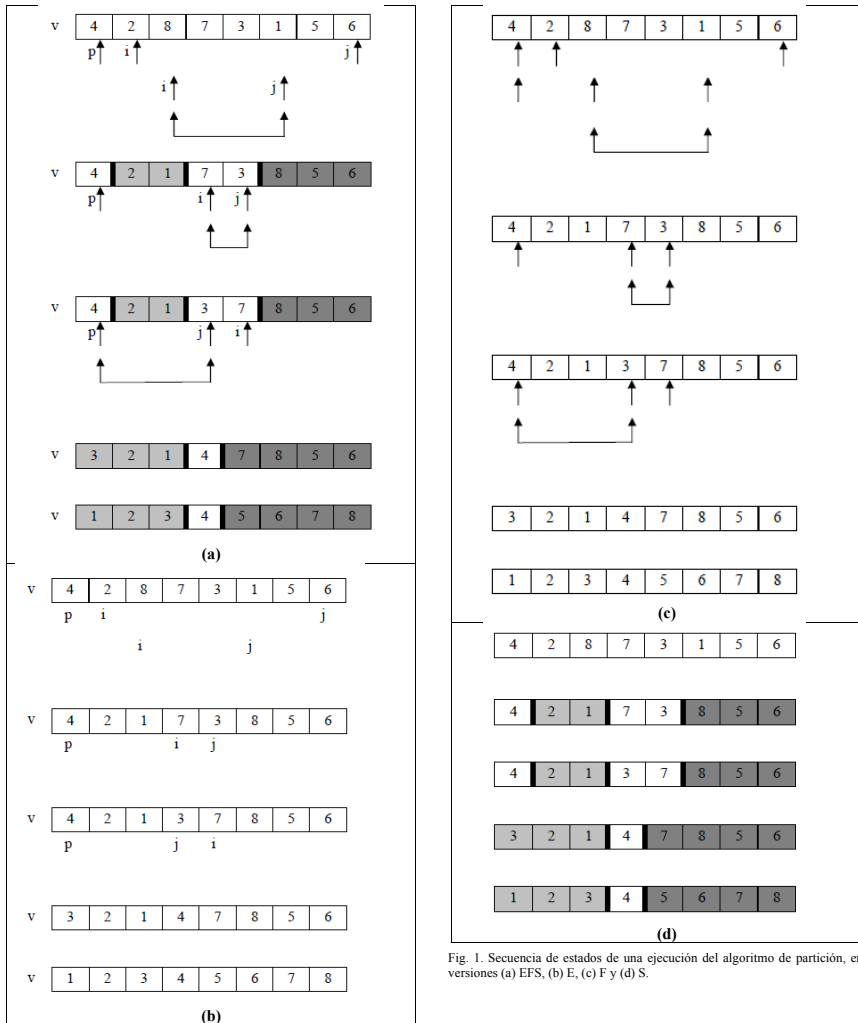 v 4 2 8 7 3 1 5 6
p i j
i j
v 4 2 1 7 3 8 5 6
p i j
v 4 2 1 3 7 8 5 6
p j i
v 3 2 1 4 7 8 5 6
v 1 2 3 4 5 6 7 8
(a)
v 4 2 8 7 3 1 5 6
p i j
i j
v 4 2 1 7 3 8 5 6
p i j
v 4 2 1 3 7 8 5 6
p j i
v 3 2 1 4 7 8 5 6
v 1 2 3 4 5 6 7 8
(b)
4 2 8 7 3 1 5 6
4 2 1 7 3 8 5 6
4 2 1 3 7 8 5 6
3 2 1 4 7 8 5 6
1 2 3 4 5 6 7 8
(c)
4 2 8 7 3 1 5 6
4 2 1 7 3 8 5 6
4 2 1 3 7 8 5 6
3 2 1 4 7 8 5 6
1 2 3 4 5 6 7 8
(d)
Fig. 1. Secuencia de estados de una ejecución del algoritmo de partición, en
versiones (a) EFS, (b) E, (c) F y (d) S.